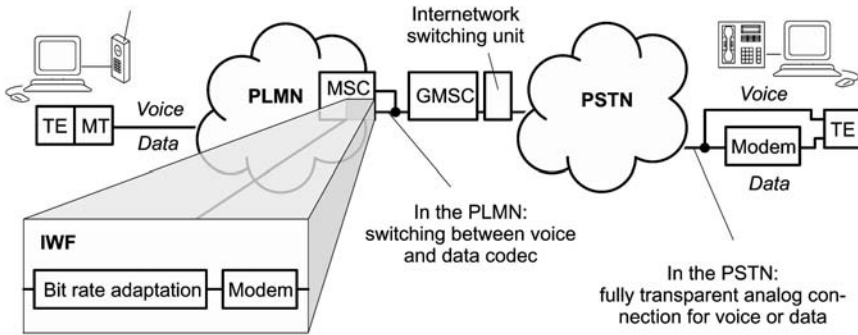 Internetwork
switching unit
PLMN
MSC
GMSC
PSTN
TE
MT
Voice
Data
Voice
Modem
TE
Data
In the PLMN:
switching between voice
and data codec
IWF
Bit rate adaptation
Modem
In the PSTN:
fully transparent analog con-
nection for voice or data